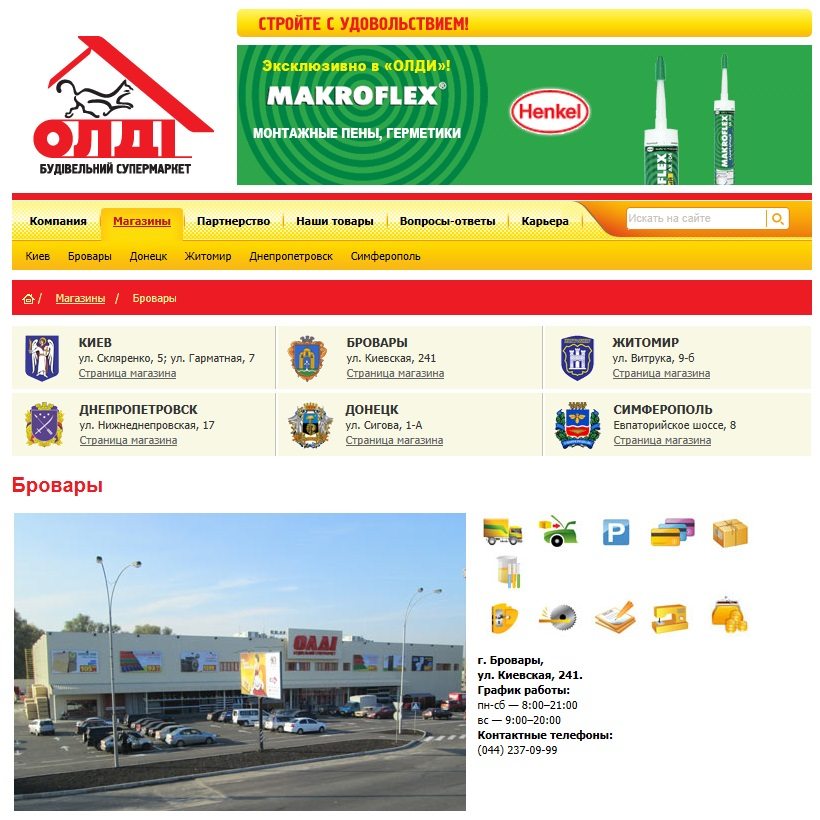 СТРОЙТЕ С УДОВОЛЬСТВИЕМ!
ОЛДІ
БУДІВЕЛЬНИЙ СУПЕРМАРКЕТ
Эксклюзивно в «ОЛДИ»!
MAKROFLEX®
МОНТАЖНЫЕ ПЕНЫ, ГЕРМЕТИКИ
Henkel
FLEX
MAKROFLEX
Компания Магазины Партнерство Наши товары Вопросы-ответы Карьера Искать на сайте
Киев Бровары Донецк Житомир Днепропетровск Симферополь
/ Магазины / Бровары
КИЕВ
ул. Скляренко, 5; ул. Гарматная, 7
Страница магазина
БРОВАРЫ
ул. Киевская, 241
Страница магазина
ЖИТОМИР
ул. Витрука, 9-б
Страница магазина
ДНЕПРОПЕТРОВСК
ул. Нижнеднепровская, 17
Страница магазина
ДОНЕЦК
ул. Сигова, 1-А
Страница магазина
СИМФЕРОПОЛЬ
Евпаторийское шоссе, 8
Страница магазина
Бровары
ОЛДІ
P
г. Бровары,
ул. Киевская, 241.
График работы:
пн-сб — 8:00–21:00
вс — 9:00–20:00
Контактные телефоны:
(044) 237-09-99